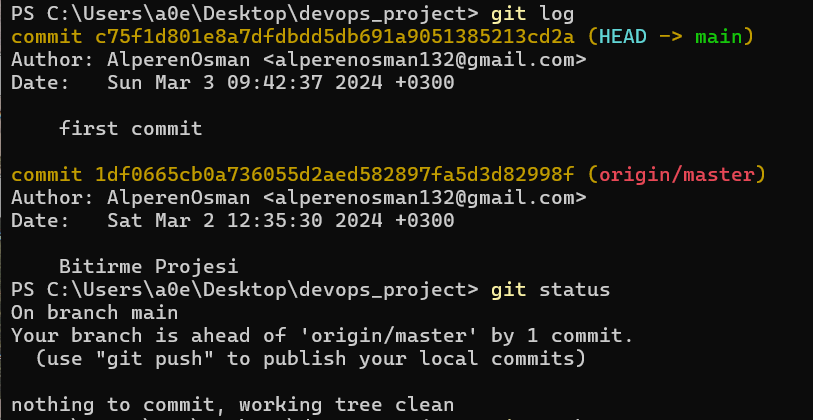 PS C:\Users\a0e\Desktop\devops_project> git log
commit c75f1d801e8a7dfdbdd5db691a9051385213cd2a (HEAD -> main)
Author: AlperenOsman <alperenosman132@gmail.com>
Date:   Sun Mar 3 09:42:37 2024 +0300
first commit
commit 1df0665cb0a736055d2aed582897fa5d3d82998f (origin/master)
Author: AlperenOsman <alperenosman132@gmail.com>
Date:   Sat Mar 2 12:35:30 2024 +0300
Bitirme Projesi
PS C:\Users\a0e\Desktop\devops_project> git status
On branch main
Your branch is ahead of 'origin/master' by 1 commit.
(use "git push" to publish your local commits)
nothing to commit, working tree clean